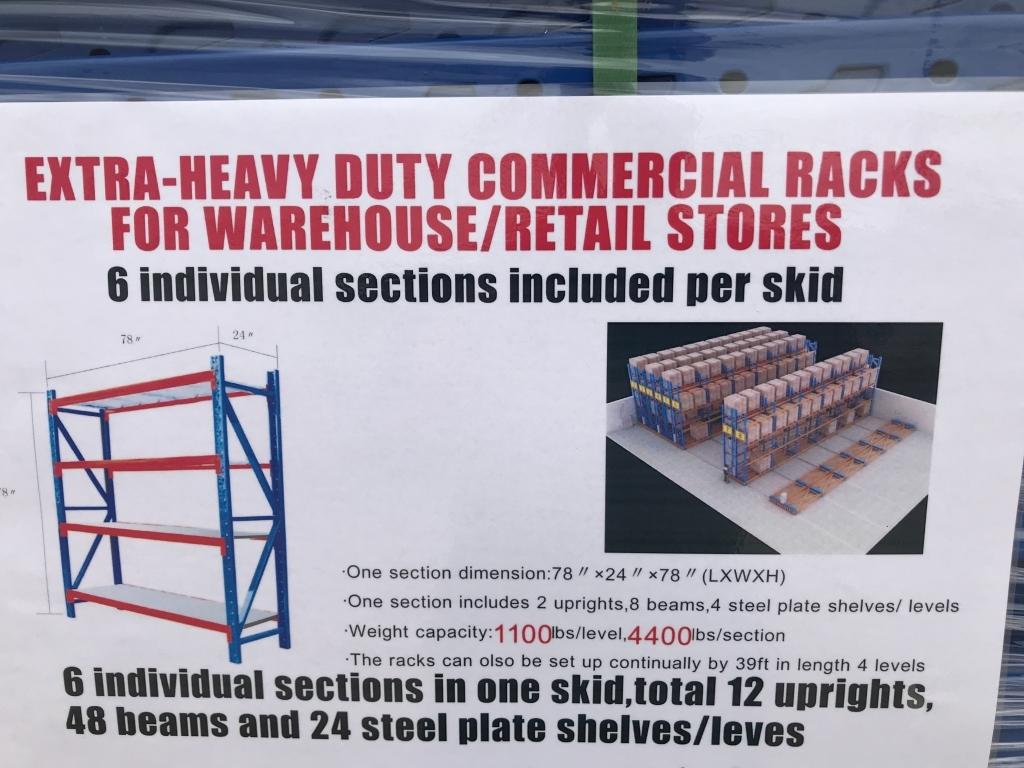 EXTRA-HEAVY DUTY COMMERCIAL RACKS
FOR WAREHOUSE/RETAIL STORES
6 individual sections included per skid
78"
24"
8"
·One section dimension:78 ″ ×24 ″ ×78 ″ (LXWXH)
·One section includes 2 uprights,8 beams,4 steel plate shelves/ levels
·Weight capacity:1100lbs/level,4400lbs/section
·The racks can olso be set up continually by 39ft in length 4 levels
6 individual sections in one skid,total 12 uprights,
48 beams and 24 steel plate shelves/leves